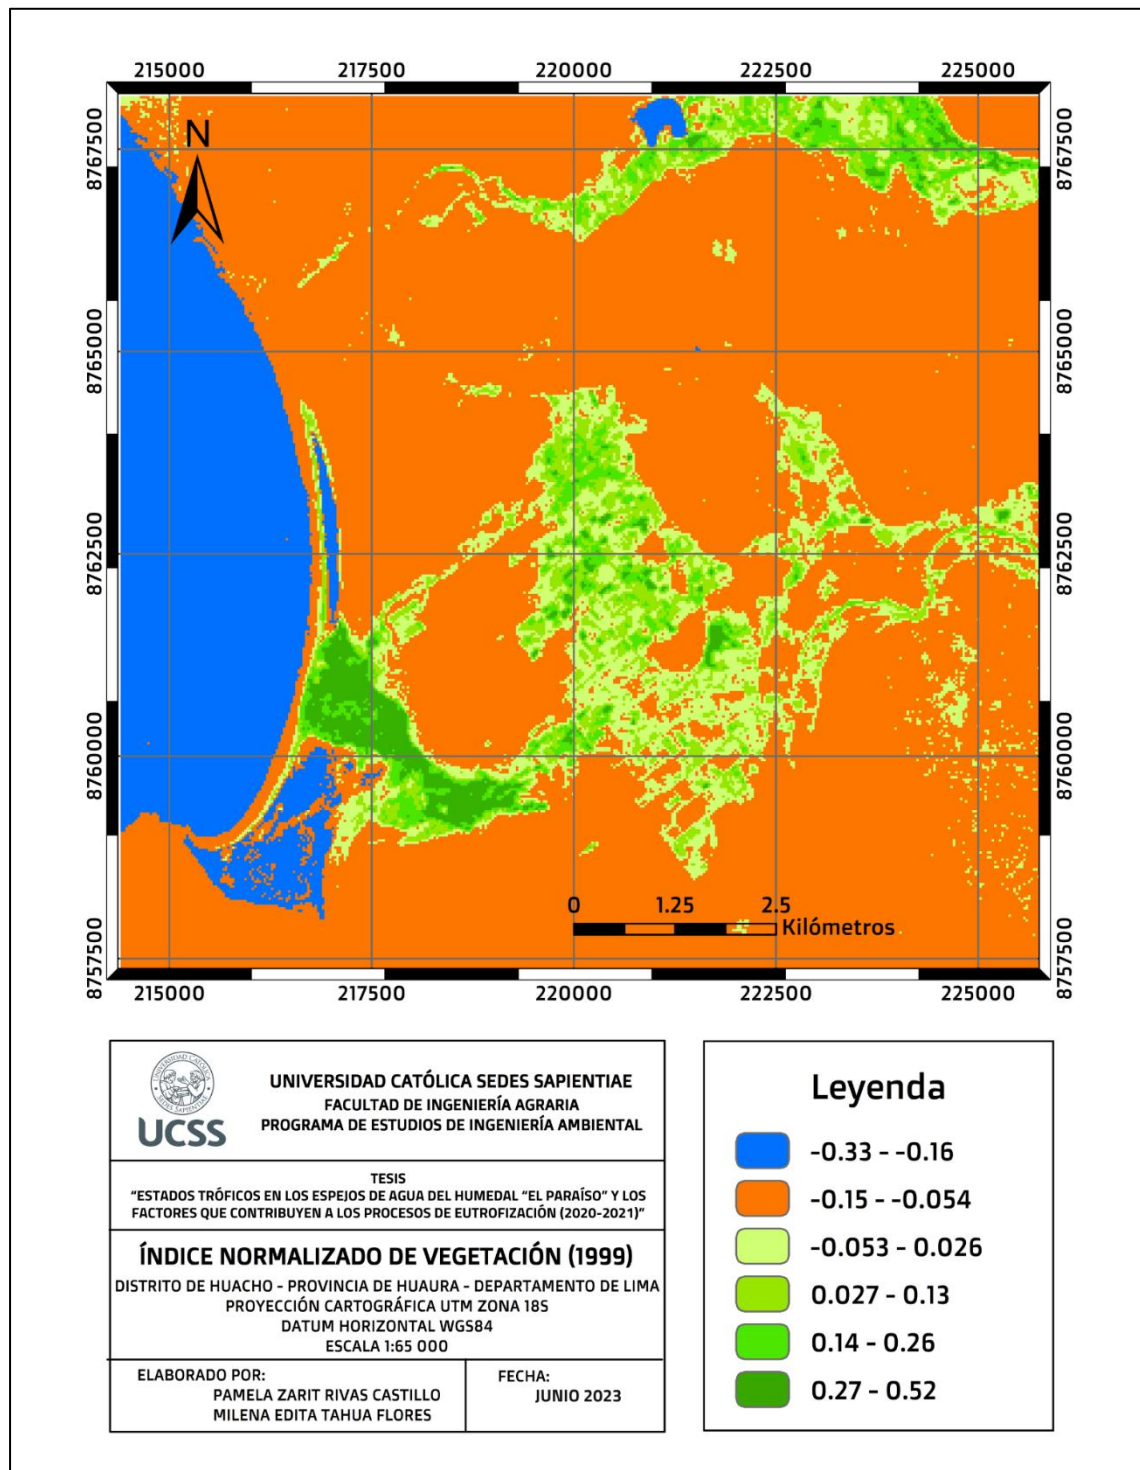 215000 217500 220000 222500 225000
N
8767500 8767500
8765000 8765000
8762500 8762500
8760000 8760000
0 1.25 2.5
Kilómetros
8757500 8757500
215000 217500 220000 222500 225000
UNIVERSIDAD CATÓLICA SEDES SAPIENTIAE
FACULTAD DE INGENIERÍA AGRARIA
PROGRAMA DE ESTUDIOS DE INGENIERÍA AMBIENTAL
UNIVERSIDAD CATÓLICA
SEDES SAPIENTIAE
UCSS
TESIS
"ESTADOS TRÓFICOS EN LOS ESPEJOS DE AGUA DEL HUMEDAL "EL PARAÍSO" Y LOS
FACTORES QUE CONTRIBUYEN A LOS PROCESOS DE EUTROFIZACIÓN (2020-2021)"
ÍNDICE NORMALIZADO DE VEGETACIÓN (1999)
DISTRITO DE HUACHO - PROVINCIA DE HUAURA - DEPARTAMENTO DE LIMA
PROYECCIÓN CARTOGRÁFICA UTM ZONA 18S
DATUM HORIZONTAL WGS84
ESCALA 1:65 000
ELABORADO POR:
PAMELA ZARIT RIVAS CASTILLO
MILENA EDITA TAHUA FLORES
FECHA:
JUNIO 2023
Leyenda
-0.33 - -0.16
-0.15 - -0.054
-0.053 - 0.026
0.027 - 0.13
0.14 - 0.26
0.27 - 0.52